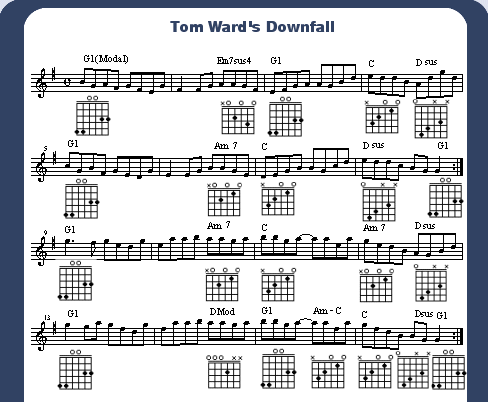 Tom Ward's Downfall
G1(Modal) Em7sus4 G1 C D sus
5 G1 Am 7 C D sus G1
9 G1 Am 7 C Am 7 D sus
13 G1 DMod G1 Am - C C Dsus G1